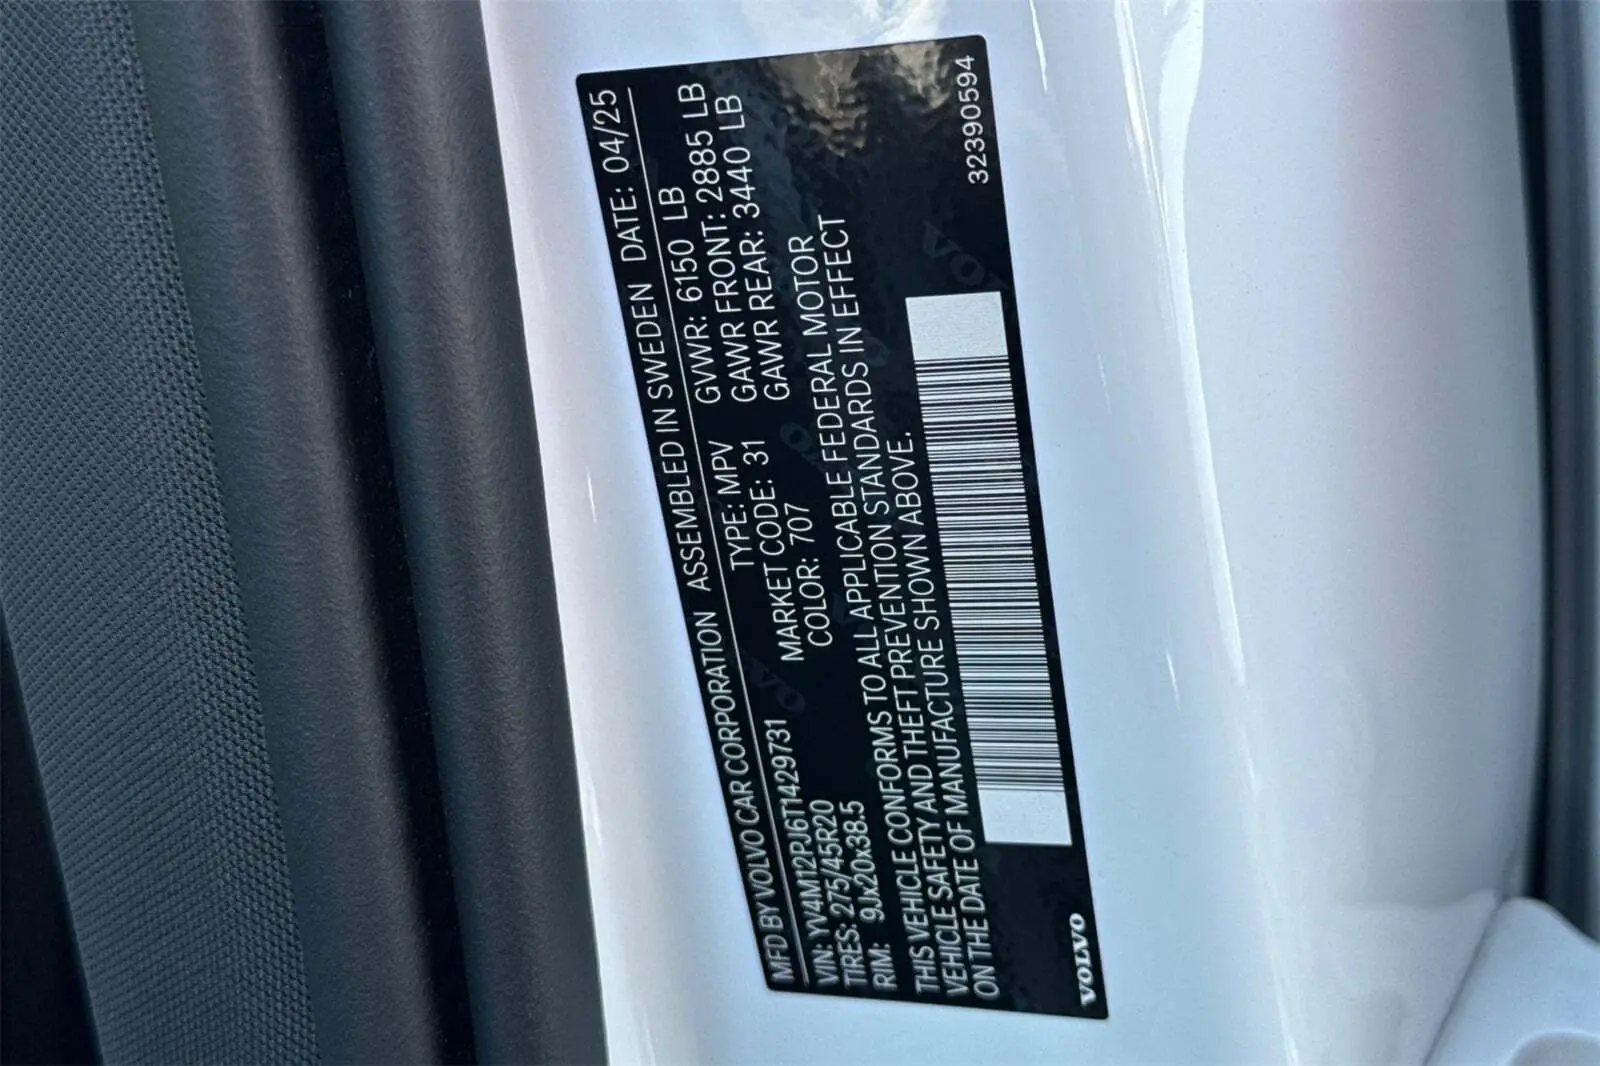 MFD BY VOLVO CAR CORPORATION ASSEMBLED IN SWEDEN DATE: 04/25
VIN: YV4M12PJ6T1429731 TYPE: MPV GVWR: 6150 LB
TIRES: 275/45R20 MARKET CODE: 31 GAWR FRONT: 2885 LB
RIM: 9Jx20x38.5 COLOR: 707 GAWR REAR: 3440 LB
THIS VEHICLE CONFORMS TO ALL APPLICABLE FEDERAL MOTOR
VEHICLE SAFETY AND THEFT PREVENTION STANDARDS IN EFFECT
ON THE DATE OF MANUFACTURE SHOWN ABOVE.
VOLVO 32390594